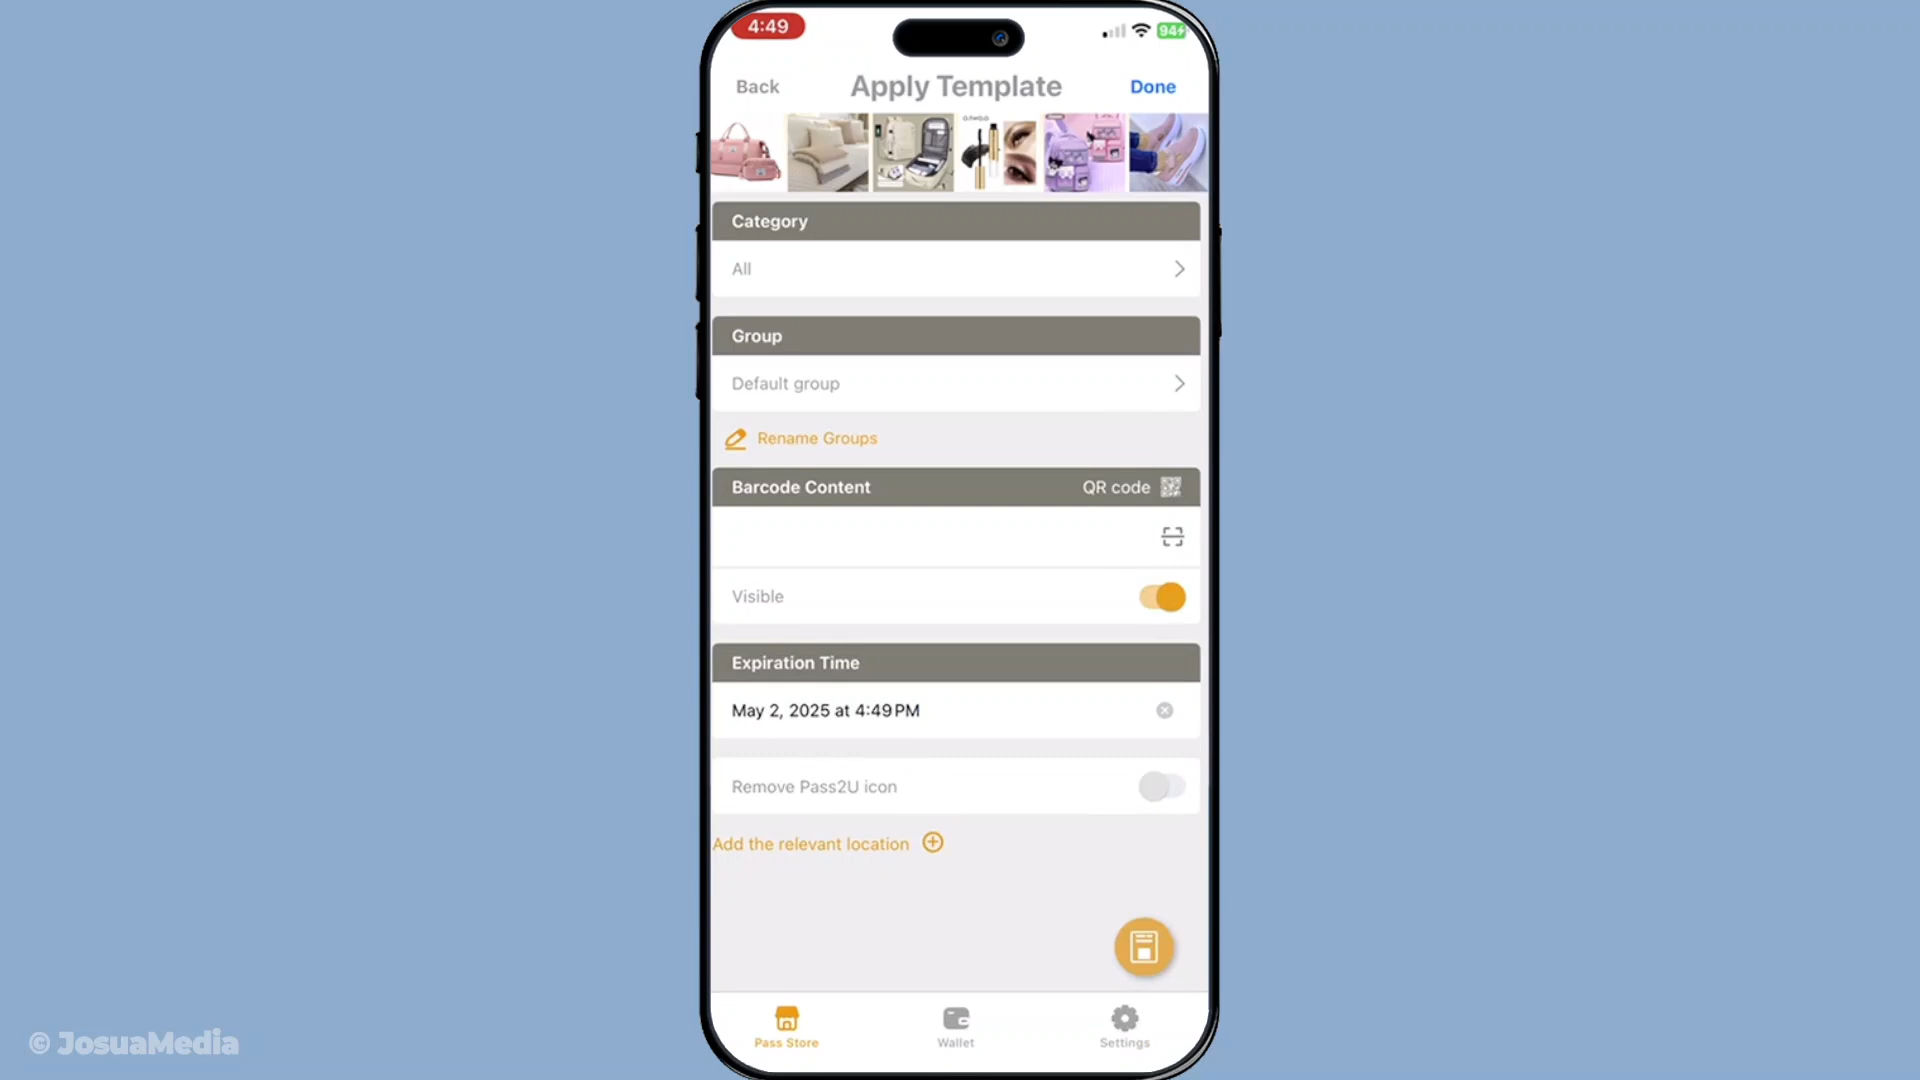 4:49
94
Back
Apply Template
Done
Category
All
Group
Default group
Rename Groups
Barcode Content
QR code
Visible
Expiration Time
May 2, 2025 at 4:49 PM
Remove Pass2U icon
Add the relevant location
Pass Store
Wallet
Settings
© JosuaMedia